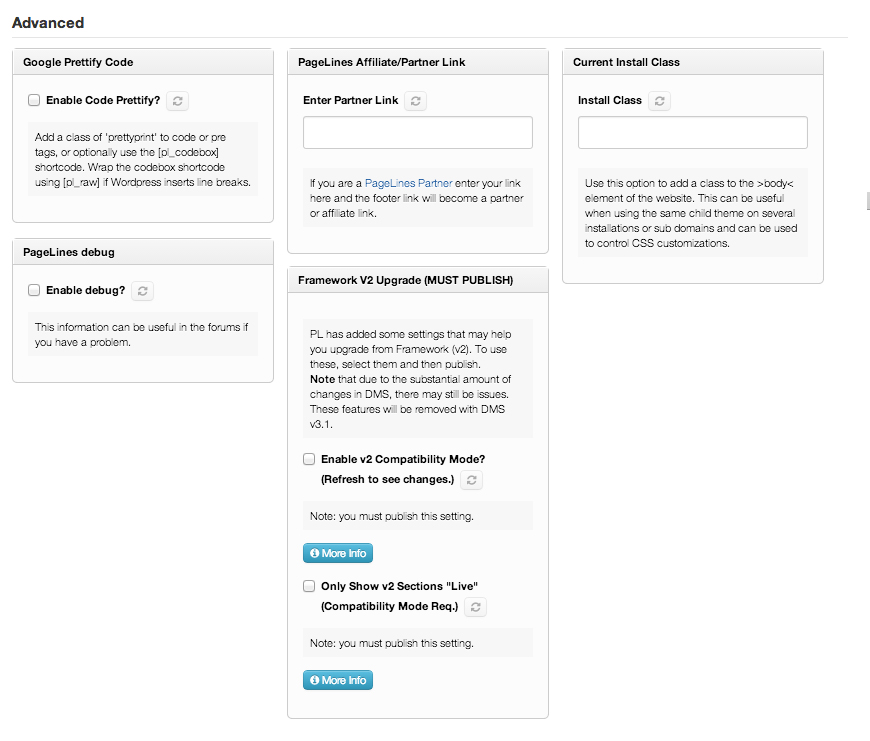 Advanced
Google Prettify Code
Enable Code Prettify?
Add a class of 'prettyprint' to code or pre
tags, or optionally use the [pl_codebox]
shortcode. Wrap the codebox shortcode
using [pl_raw] if Wordpress inserts line breaks.
PageLines debug
Enable debug?
This information can be useful in the forums if
you have a problem.
PageLines Affiliate/Partner Link
Enter Partner Link
If you are a PageLines Partner enter your link
here and the footer link will become a partner
or affiliate link.
Framework V2 Upgrade (MUST PUBLISH)
PL has added some settings that may help
you upgrade from Framework (v2). To use
these, select them and then publish.
Note that due to the substantial amount of
changes in DMS, there may still be issues.
These features will be removed with DMS
v3.1.
Enable v2 Compatibility Mode?
(Refresh to see changes.)
Note: you must publish this setting.
More Info
Only Show v2 Sections "Live"
(Compatibility Mode Req.)
Note: you must publish this setting.
More Info
Current Install Class
Install Class
Use this option to add a class to the >body<
element of the website. This can be useful
when using the same child theme on several
installations or sub domains and can be used
to control CSS customizations.